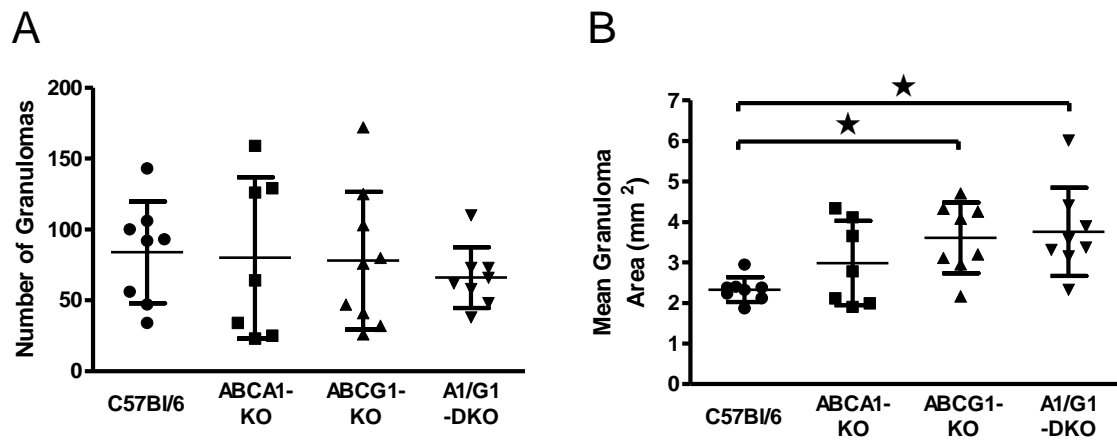 A
Number of Granulomas
200
150
100
50
0
C57Bl/6
ABCA1-
KO
ABCG1-
KO
A1/G1
-DKO
B
Mean Granuloma
Area (mm 2)
7
6
5
4
3
2
1
0
C57Bl/6
ABCA1-
KO
ABCG1-
KO
A1/G1
-DKO